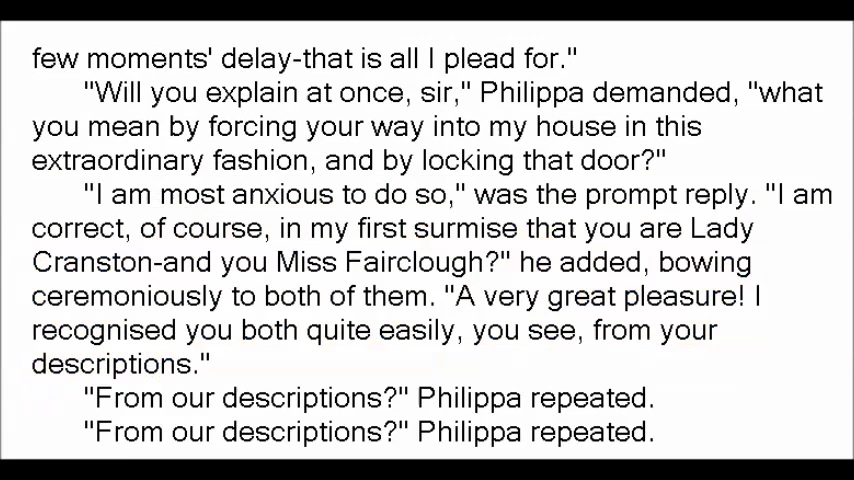 few moments' delay-that is all I plead for."
"Will you explain at once, sir," Philippa demanded, "what
you mean by forcing your way into my house in this
extraordinary fashion, and by locking that door?"
"I am most anxious to do so," was the prompt reply. "I am
correct, of course, in my first surmise that you are Lady
Cranston-and you Miss Fairclough?" he added, bowing
ceremoniously to both of them. "A very great pleasure! I
recognised you both quite easily, you see, from your
descriptions."
"From our descriptions?" Philippa repeated.
"From our descriptions?" Philippa repeated.